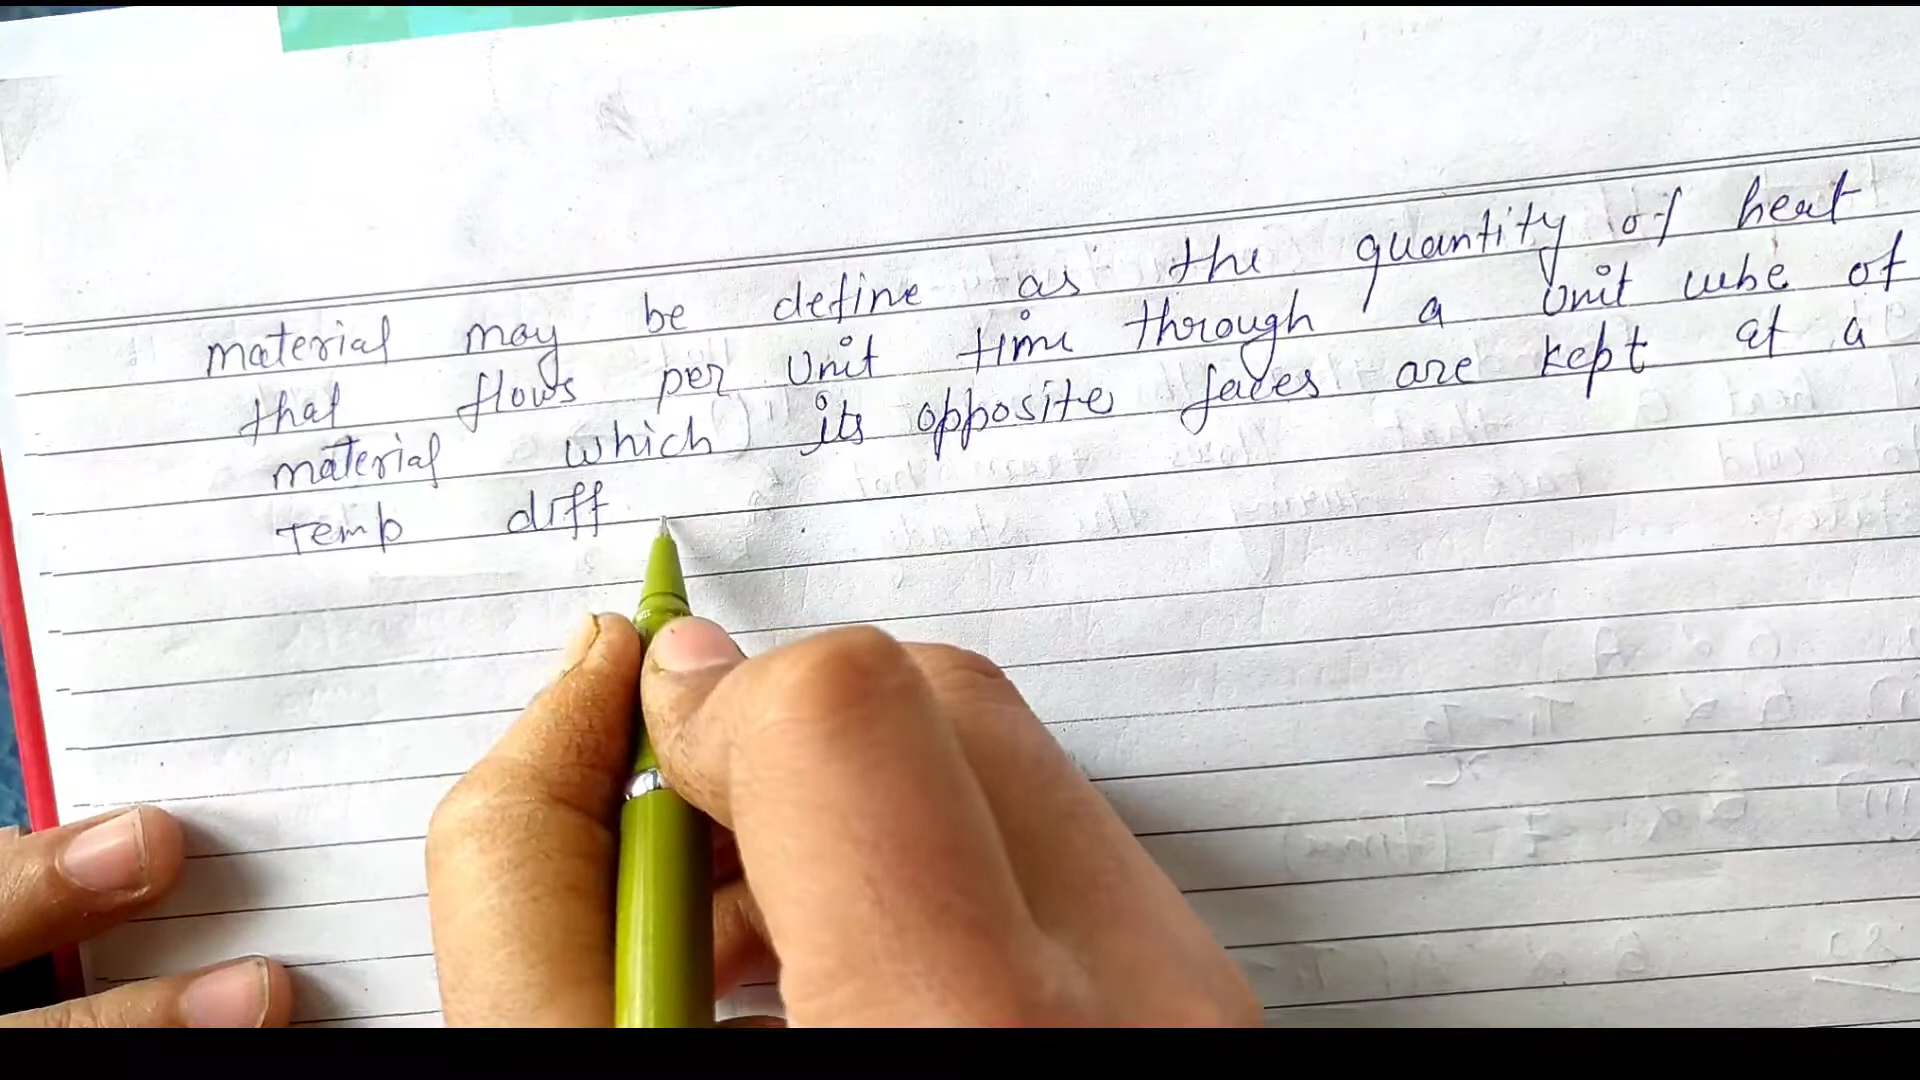 material may be define as the quantity of heat
that flows per Unit time through a Unit cube of
material which its opposite faces are kept at a
Temp diff